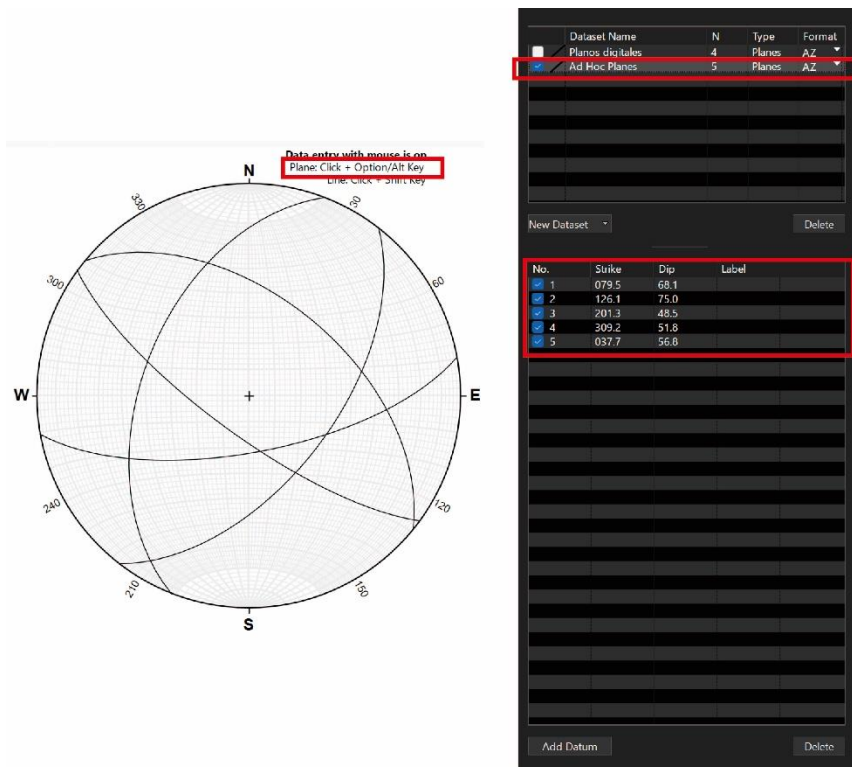 Data entry with mouse is on
Plane: Click + Option/Alt Key
Line: Click + Shift Key
N
30
60
E
120
150
S
210
240
W
300
330
Dataset Name N Type Format
Planos digitales 4 Planes AZ
Ad Hoc Planes 5 Planes AZ
New Dataset Delete
No. Strike Dip Label
1 079.5 68.1
2 126.1 75.0
3 201.3 48.5
4 309.2 51.8
5 037.7 56.8
Add Datum Delete